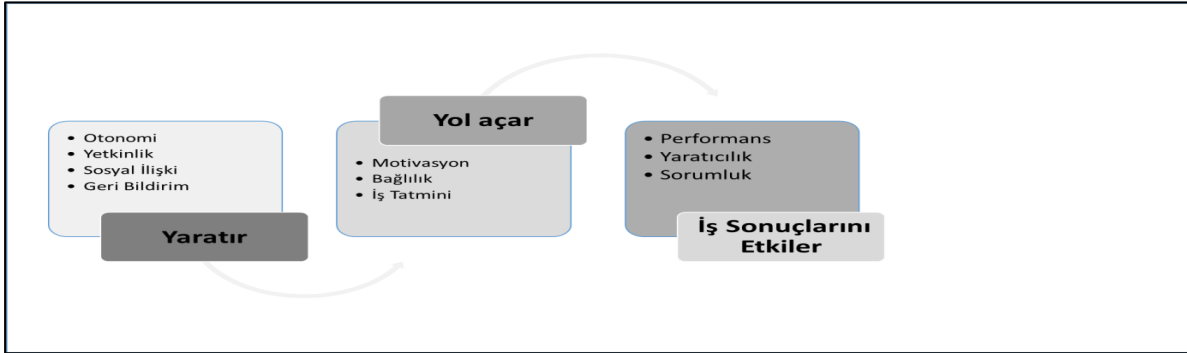 • Otonomi
• Yetkinlik
• Sosyal İlişki
• Geri Bildirim
Yaratır
Yol açar
• Motivasyon
• Bağlılık
• İş Tatmini
• Performans
• Yaratıcılık
• Sorumluk
İş Sonuçlarını
Etkiler